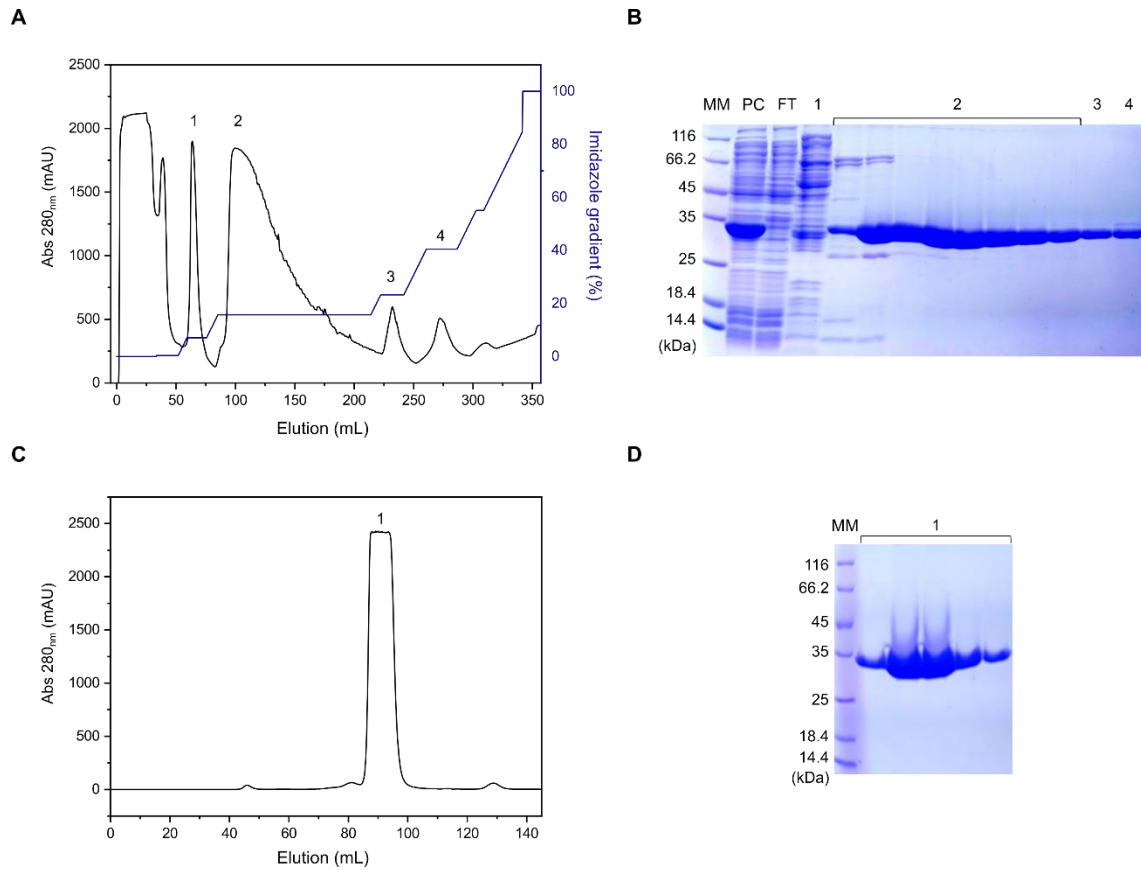 A
B
2500
2000
1500
1000
500
0
Abs 280nm (mAU)
1
2
3
4
100
80
60
40
20
0
Imidazole gradient (%)
0 50 100 150 200 250 300 350
Elution (mL)
MM PC FT 1 2 3 4
116
66.2
45
35
25
18.4
14.4
(kDa)
C
D
2500
2000
1500
1000
500
0
Abs 280nm (mAU)
1
0 20 40 60 80 100 120 140
Elution (mL)
MM 1
116
66.2
45
35
25
18.4
14.4
(kDa)